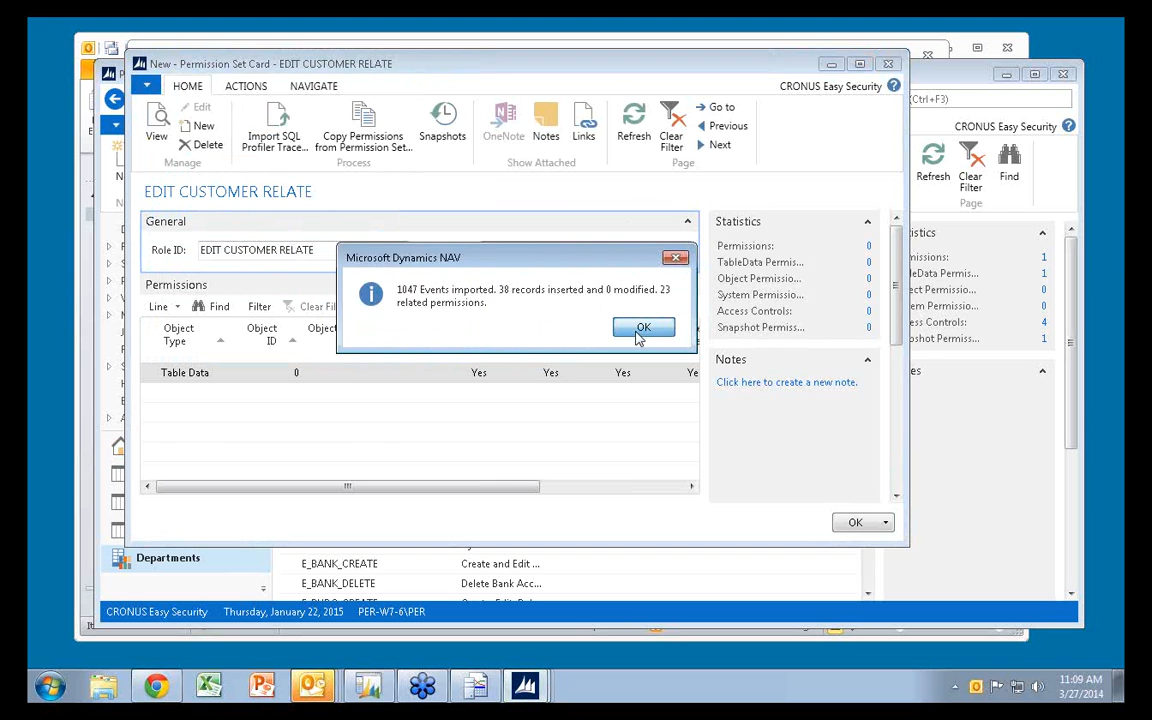 New - Permission Set Card - EDIT CUSTOMER RELATE
HOME
ACTIONS
NAVIGATE
CRONUS Easy Security
View
Edit
New
Delete
Manage
Import SQL
Profiler Trace...
Copy Permissions
from Permission Set...
Process
Snapshots
OneNote
Notes
Links
Show Attached
Refresh
Clear
Filter
Go to
Previous
Next
Page
(Ctrl+F3)
CRONUS Easy Security
Refresh
Clear
Filter
Find
Page
EDIT CUSTOMER RELATE
General
Role ID:
EDIT CUSTOMER RELATE
Permissions
Line
Find
Filter
Clear Fil
Object
Type
Object
ID
Object
Table Data
0
Yes
Yes
Yes
Ye
Microsoft Dynamics NAV
1047 Events imported. 38 records inserted and 0 modified. 23
related permissions.
OK
Statistics
Permissions:
0
TableData Permis...
0
Object Permissio...
0
System Permissio...
0
Access Controls:
0
Snapshot Permiss...
0
Notes
Click here to create a new note.
OK
istics
missions:
1
leData Permis...
1
ect Permissio...
0
tem Permissio...
0
ess Controls:
4
pshot Permiss...
1
es
Departments
E_BANK_CREATE
Create and Edit ...
E_BANK_DELETE
Delete Bank Acc...
CRONUS Easy Security
Thursday, January 22, 2015
PER-W7-6\PER
11:09 AM
3/27/2014